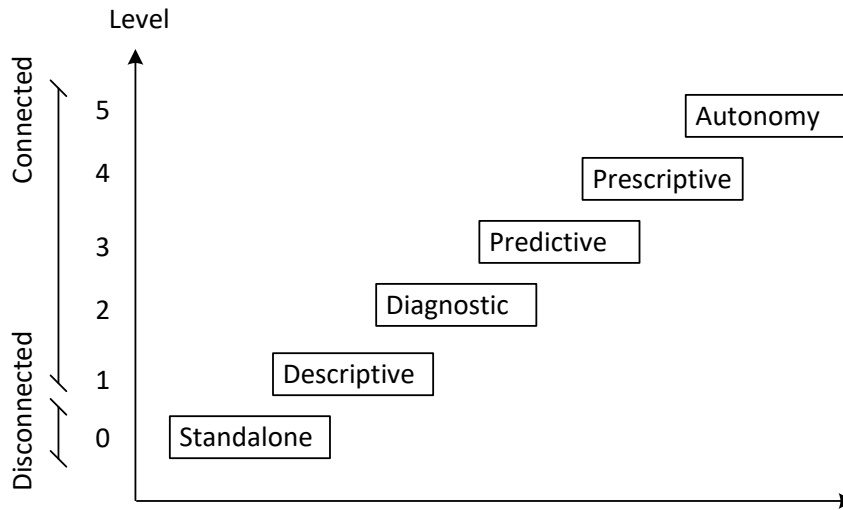 Level
Connected
5
Autonomy
4
Prescriptive
3
Predictive
2
Diagnostic
Disconnected
1
Descriptive
0
Standalone